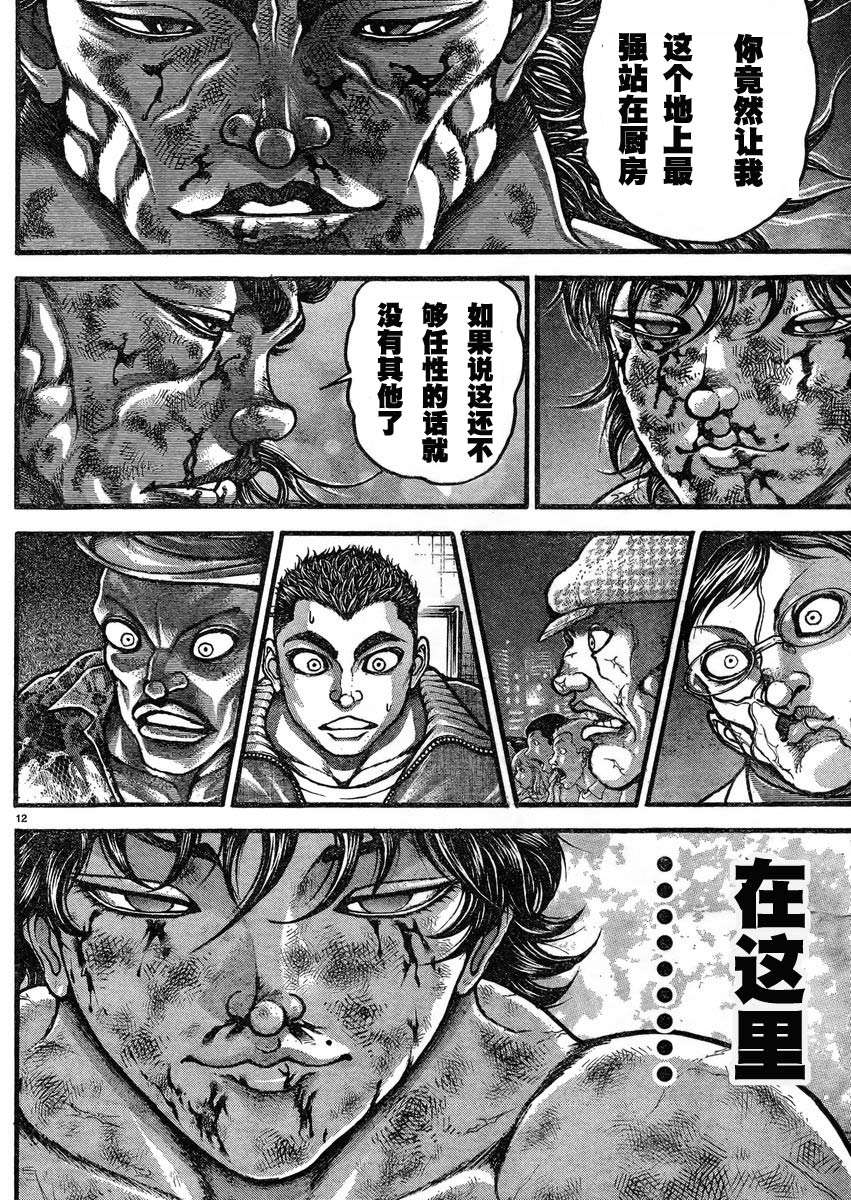 你竟然让我
这个地上最
强站在厨房
如果说这还不
够任性的话就
没有其他了
12
在这里
………